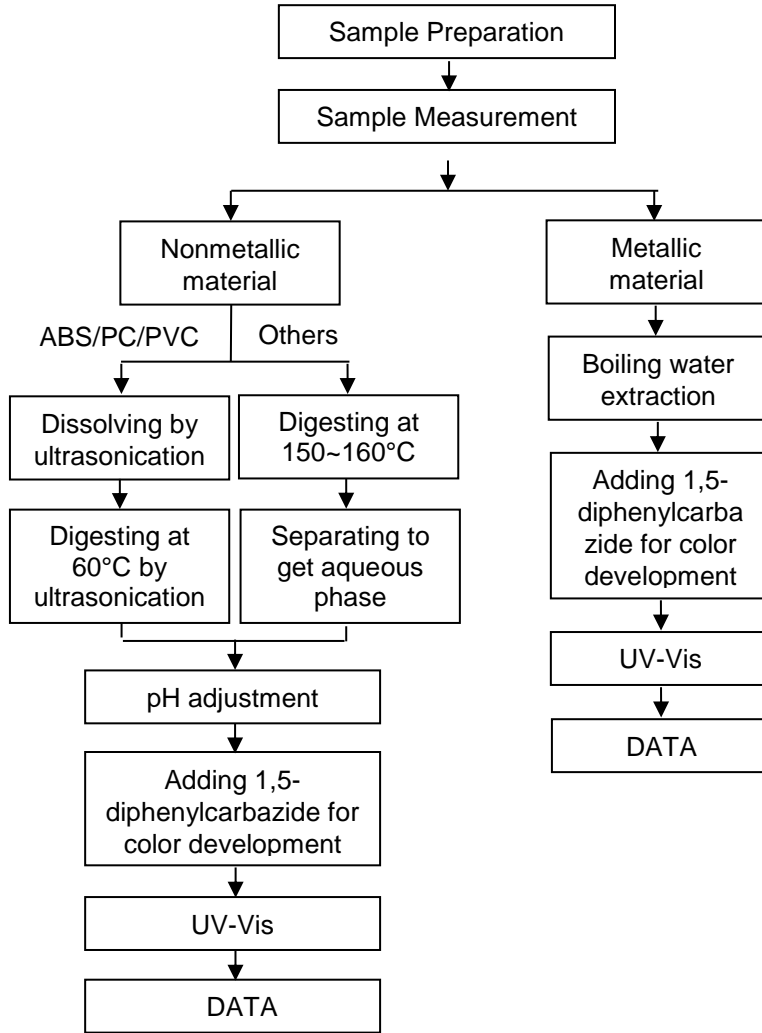 Sample Preparation
Sample Measurement
Nonmetallic
material
ABS/PC/PVC
Others
Dissolving by
ultrasonication
Digesting at
150~160°C
Digesting at
60°C by
ultrasonication
Separating to
get aqueous
phase
pH adjustment
Adding 1,5-
diphenylcarbazide for
color development
UV-Vis
DATA
Metallic
material
Boiling water
extraction
Adding 1,5-
diphenylcarba
zide for color
development
UV-Vis
DATA